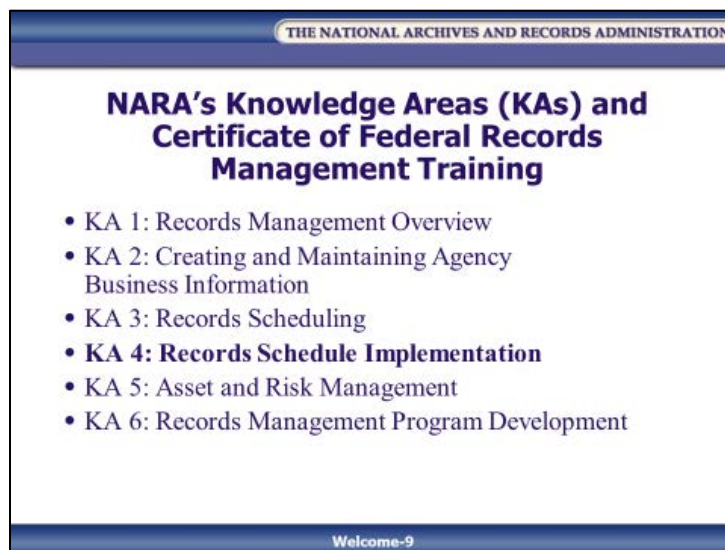 THE NATIONAL ARCHIVES AND RECORDS ADMINISTRATION
NARA's Knowledge Areas (KAs) and
Certificate of Federal Records
Management Training
• KA 1: Records Management Overview
• KA 2: Creating and Maintaining Agency
Business Information
• KA 3: Records Scheduling
• KA 4: Records Schedule Implementation
• KA 5: Asset and Risk Management
• KA 6: Records Management Program Development
Welcome-9